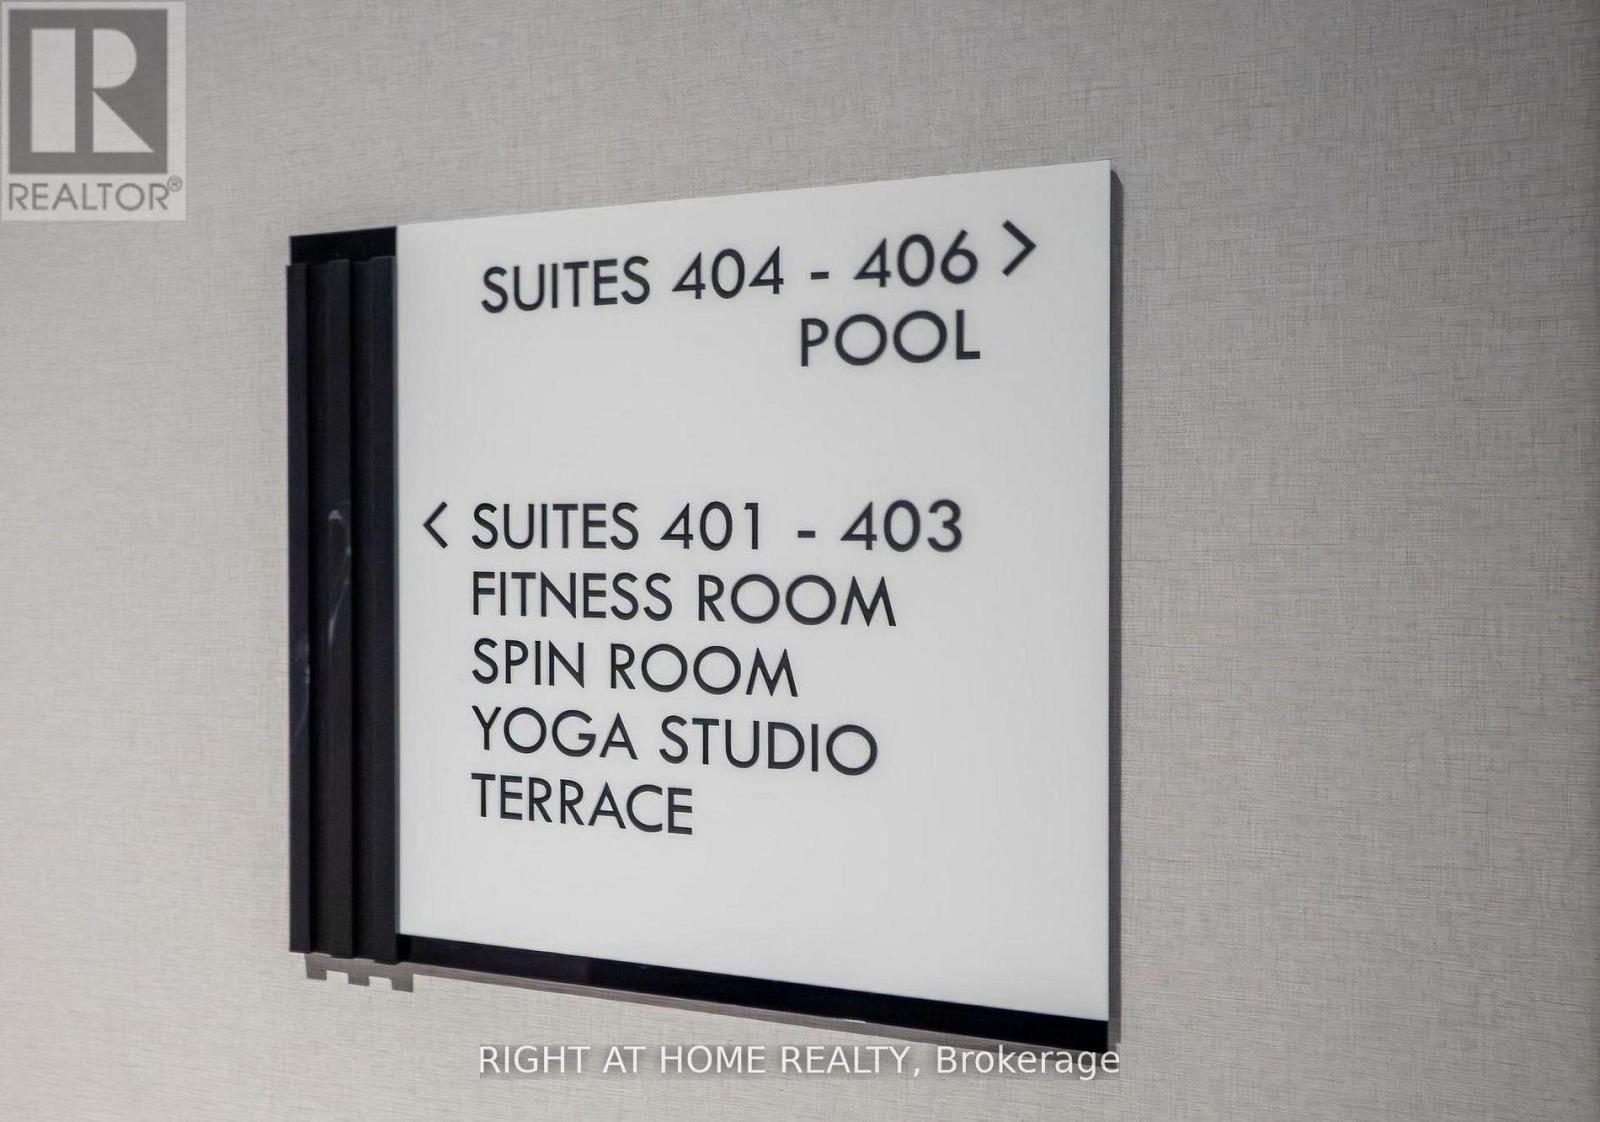 R
REALTOR®
SUITES 404 - 406 >
POOL
< SUITES 401 - 403
FITNESS ROOM
SPIN ROOM
YOGA STUDIO
TERRACE
RIGHT AT HOME REALTY, Brokerage